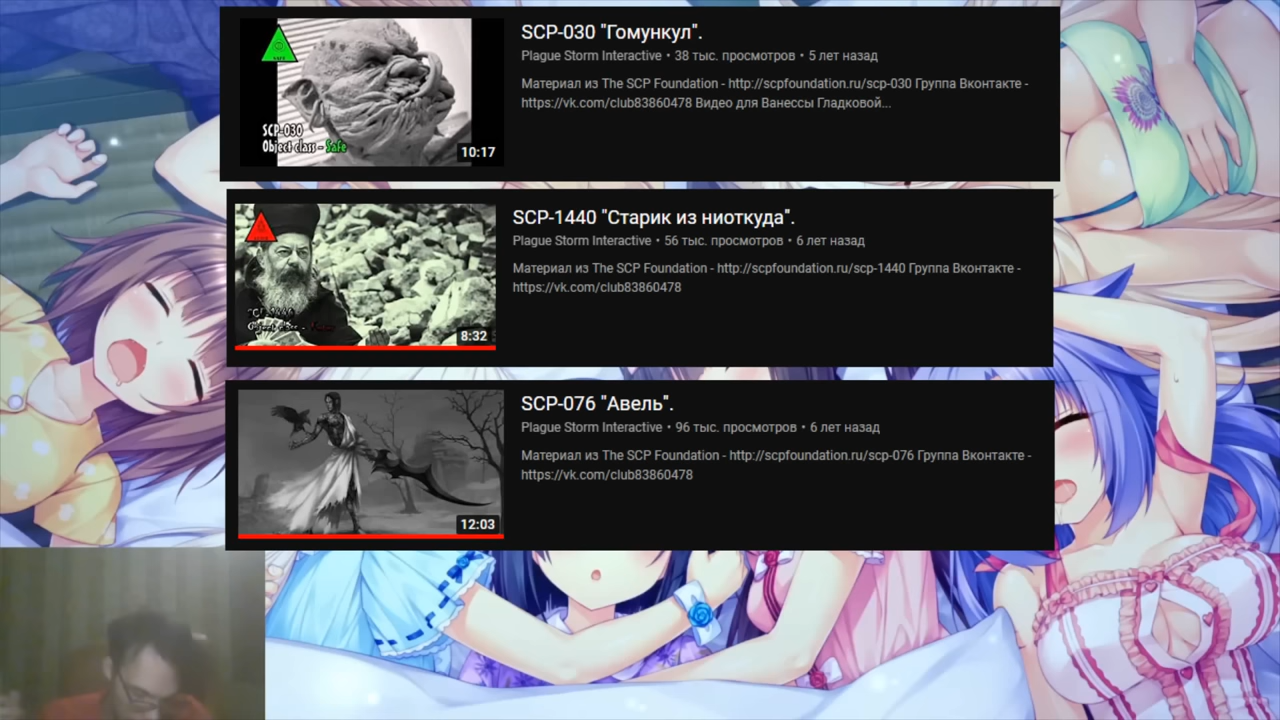 SCP-030 "Гомункул".
Plague Storm Interactive • 38 тыс. просмотров • 5 лет назад
Материал из The SCP Foundation - http://scpfoundation.ru/scp-030 Группа Вконтакте -
https://vk.com/club83860478 Видео для Ванессы Гладковой...
SAFE
SCP-030
Object class - Safe
10:17
SCP-1440 "Старик из ниоткуда".
Plague Storm Interactive • 56 тыс. просмотров • 6 лет назад
Материал из The SCP Foundation - http://scpfoundation.ru/scp-1440 Группа Вконтакте -
https://vk.com/club83860478
Object class -
8:32
SCP-076 "Авель".
Plague Storm Interactive • 96 тыс. просмотров • 6 лет назад
Материал из The SCP Foundation - http://scpfoundation.ru/scp-076 Группа Вконтакте -
https://vk.com/club83860478
12:03